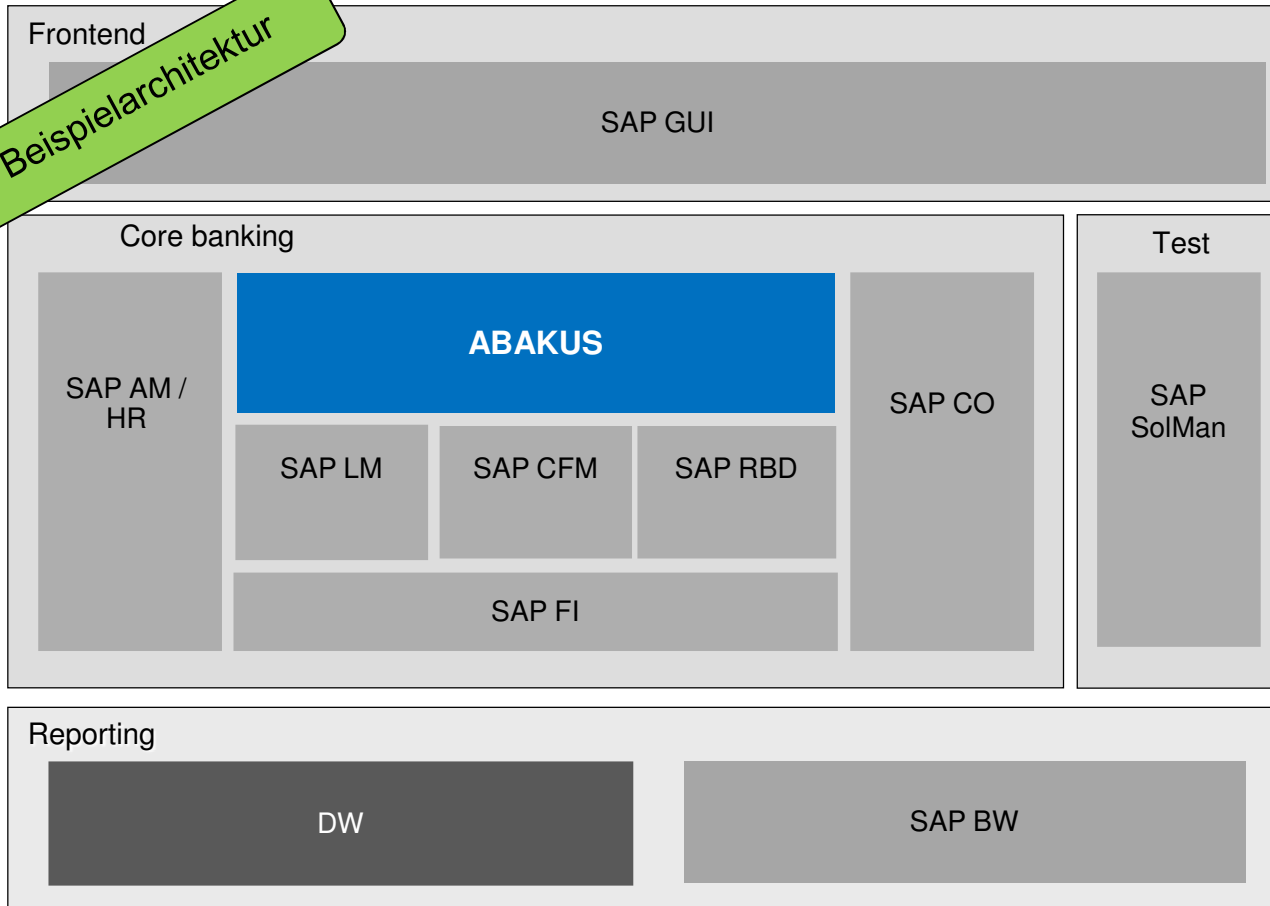 Frontend
Beispielarchitektur
SAP GUI
Core banking
SAP AM /
HR
ABAKUS
SAP LM
SAP CFM
SAP RBD
SAP FI
SAP CO
Test
SAP
SolMan
Reporting
DW
SAP BW